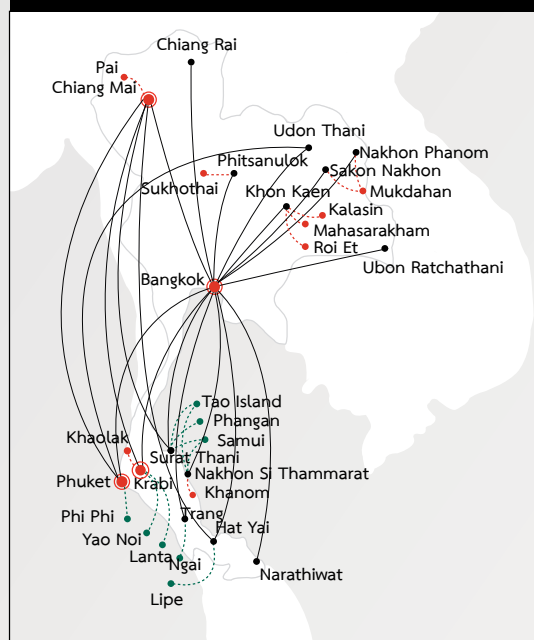 Chiang Rai
Pai
Chiang Mai
Udon Thani
Nakhon Phanom
Phitsanulok
Sakon Nakhon
Sukhothai
Khon Kaen
Mukdahan
Kalasin
Mahasarakham
Roi Et
Ubon Ratchathani
Bangkok
Tao Island
Phangan
Samui
Khaolak
Surat Thani
Nakhon Si Thammarat
Phuket
Krabi
Khanom
Phi Phi
Trang
Hat Yai
Yao Noi
Lanta
Ngai
Narathiwat
Lipe